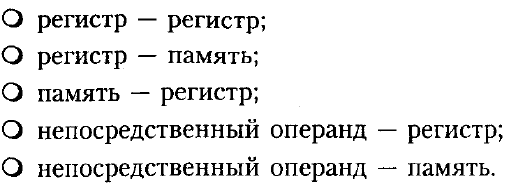 ○ регистр — регистр;
○ регистр — память;
○ память — регистр;
○ непосредственный операнд — регистр;
○ непосредственный операнд — память.